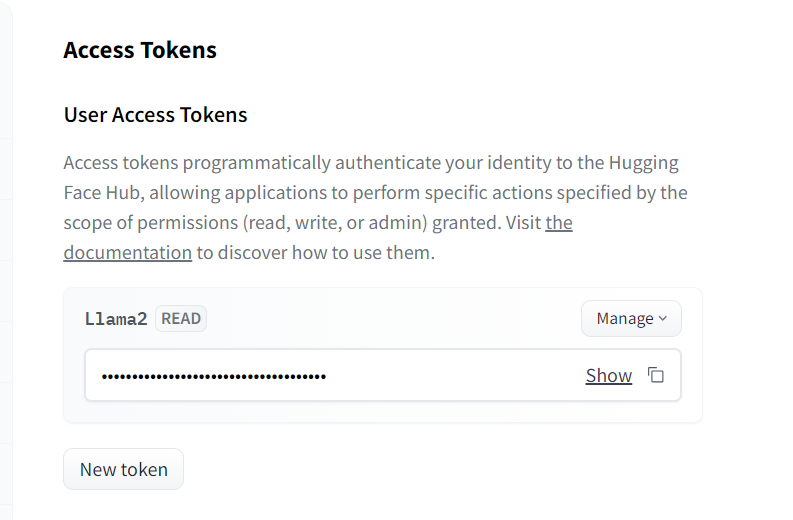 Access Tokens
User Access Tokens
Access tokens programmatically authenticate your identity to the Hugging
Face Hub, allowing applications to perform specific actions specified by the
scope of permissions (read, write, or admin) granted. Visit the
documentation to discover how to use them.
Llama2 READ Manage
••••••••••••••••••••••••••••••••••••• Show
New token